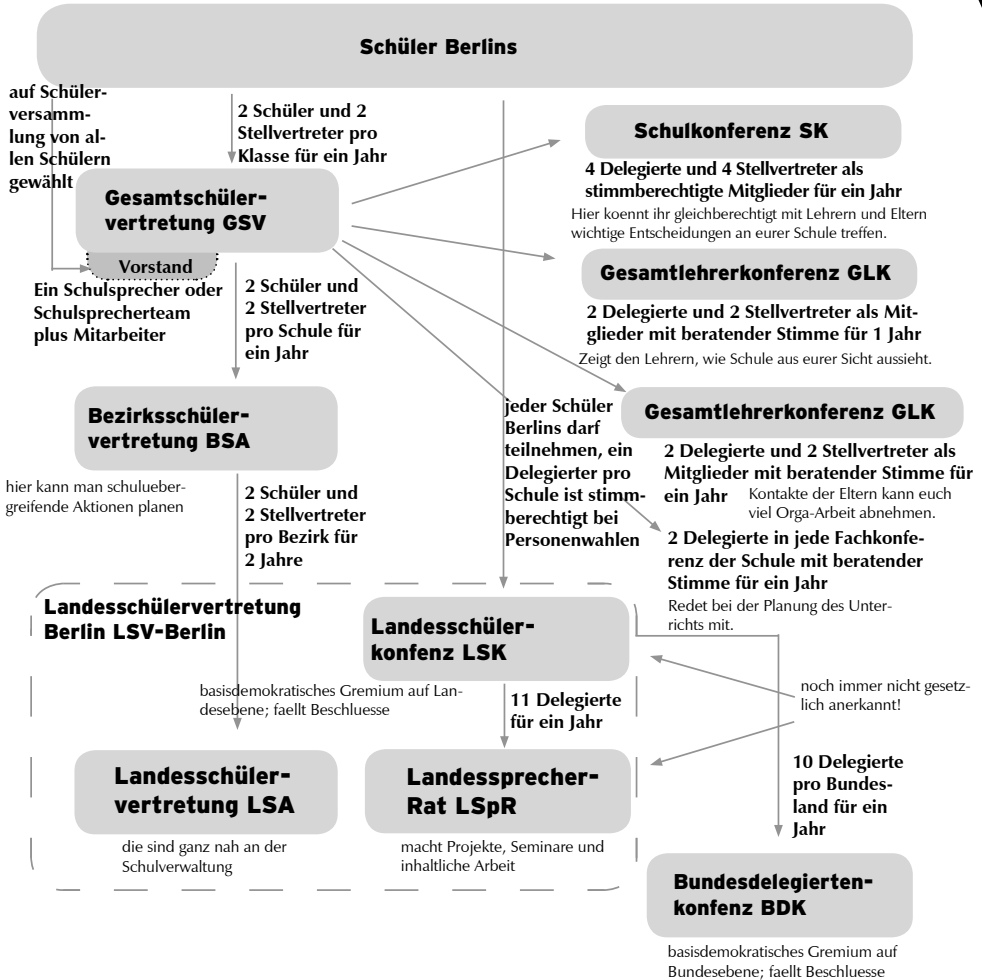 Schüler Berlins
auf Schüler-
versamm-
lung von al-
len Schülern
gewählt
2 Schüler und 2
Stellvertreter pro
Klasse für ein Jahr
Schulkonferenz SK
4 Delegierte und 4 Stellvertreter als
stimmberechtigte Mitglieder für ein Jahr
Hier koennt ihr gleichberechtigt mit Lehrern und Eltern
wichtige Entscheidungen an eurer Schule treffen.
Gesamtschüler-
vertretung GSV
Vorstand
Ein Schulsprecher oder
Schulsprecherteam
plus Mitarbeiter
2 Schüler und
2 Stellvertreter
pro Schule für
ein Jahr
Gesamtlehrerkonferenz GLK
2 Delegierte und 2 Stellvertreter als Mit-
glieder mit beratender Stimme für 1 Jahr
Zeigt den Lehrern, wie Schule aus eurer Sicht aussieht.
Bezirksschüler-
vertretung BSA
hier kann man schulueber-
greifende Aktionen planen
2 Schüler und
2 Stellvertreter
pro Bezirk für
2 Jahre
jeder Schüler
Berlins darf
teilnehmen, ein
Delegierter pro
Schule ist stimm-
berechtigt bei
Personenwahlen
Gesamtlehrerkonferenz GLK
2 Delegierte und 2 Stellvertreter als
Mitglieder mit beratender Stimme für
ein Jahr
Kontakte der Eltern kann euch
viel Orga-Arbeit abnehmen.
2 Delegierte in jede Fachkonfe-
renz der Schule mit beratender
Stimme für ein Jahr
Redet bei der Planung des Unter-
richts mit.
Landesschülervertretung
Berlin LSV-Berlin
Landesschüler-
konfenz LSK
basisdemokratisches Gremium auf Lan-
desebene; faellt Beschluesse
11 Delegierte
für ein Jahr
noch immer nicht gesetz-
lich anerkannt!
Landesschüler-
vertretung LSA
die sind ganz nah an der
Schulverwaltung
Landessprecher-
Rat LSpR
macht Projekte, Seminare und
inhaltliche Arbeit
10 Delegierte
pro Bundes-
land für ein
Jahr
Bundesdelegierten-
konfenz BDK
basisdemokratisches Gremium auf
Bundesebene; faellt Beschluesse